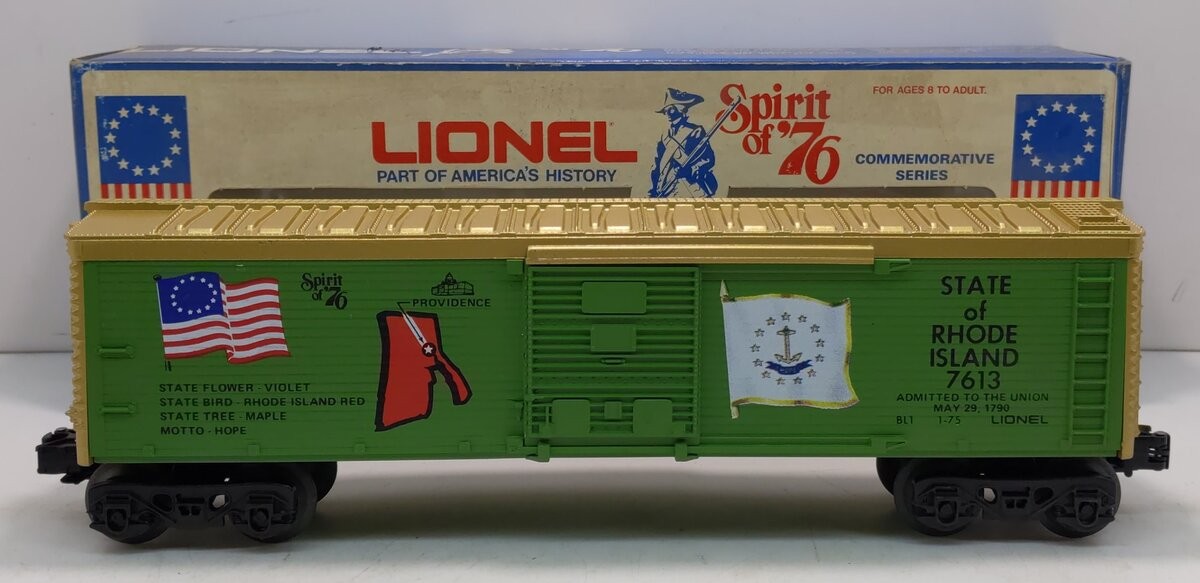 LIONEL
LIONEL
PART OF AMERICA'S HISTORY
Spirit
of '76
FOR AGES 8 TO ADULT.
COMMEMORATIVE
SERIES
Spirit
of '76
PROVIDENCE
STATE FLOWER - VIOLET
STATE BIRD - RHODE ISLAND RED
STATE TREE - MAPLE
MOTTO - HOPE
STATE
of
RHODE
ISLAND
7613
ADMITTED TO THE UNION
MAY 29, 1790
BLT 1-75 LIONEL